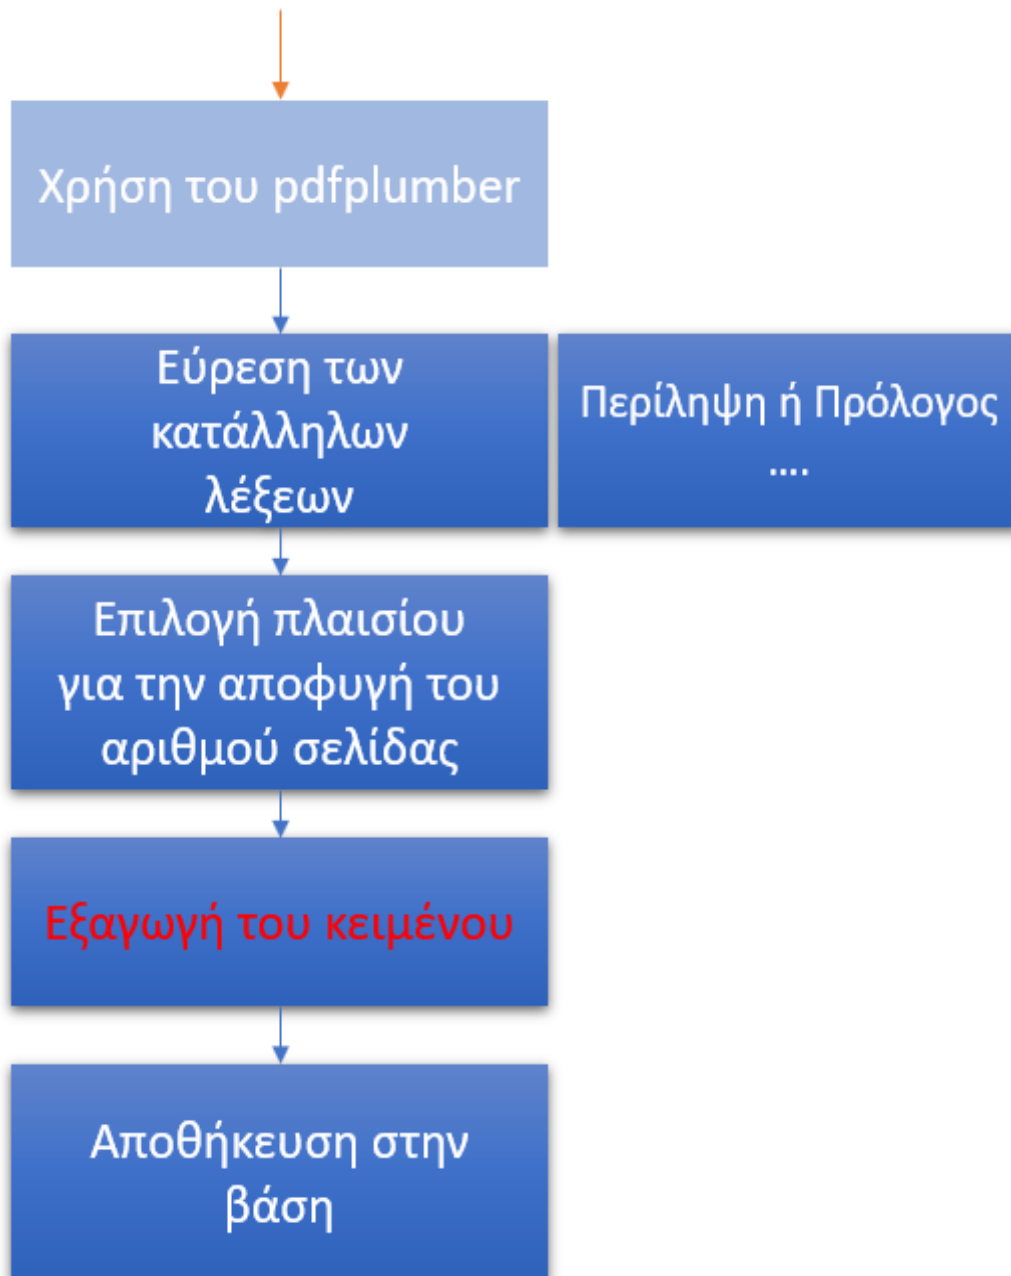 Χρήση του pdfplumber
Εύρεση των
κατάλληλων
λέξεων
Περίληψη ή Πρόλογος
....
Επιλογή πλαισίου
για την αποφυγή του
αριθμού σελίδας
Εξαγωγή του κειμένου
Αποθήκευση στην
βάση